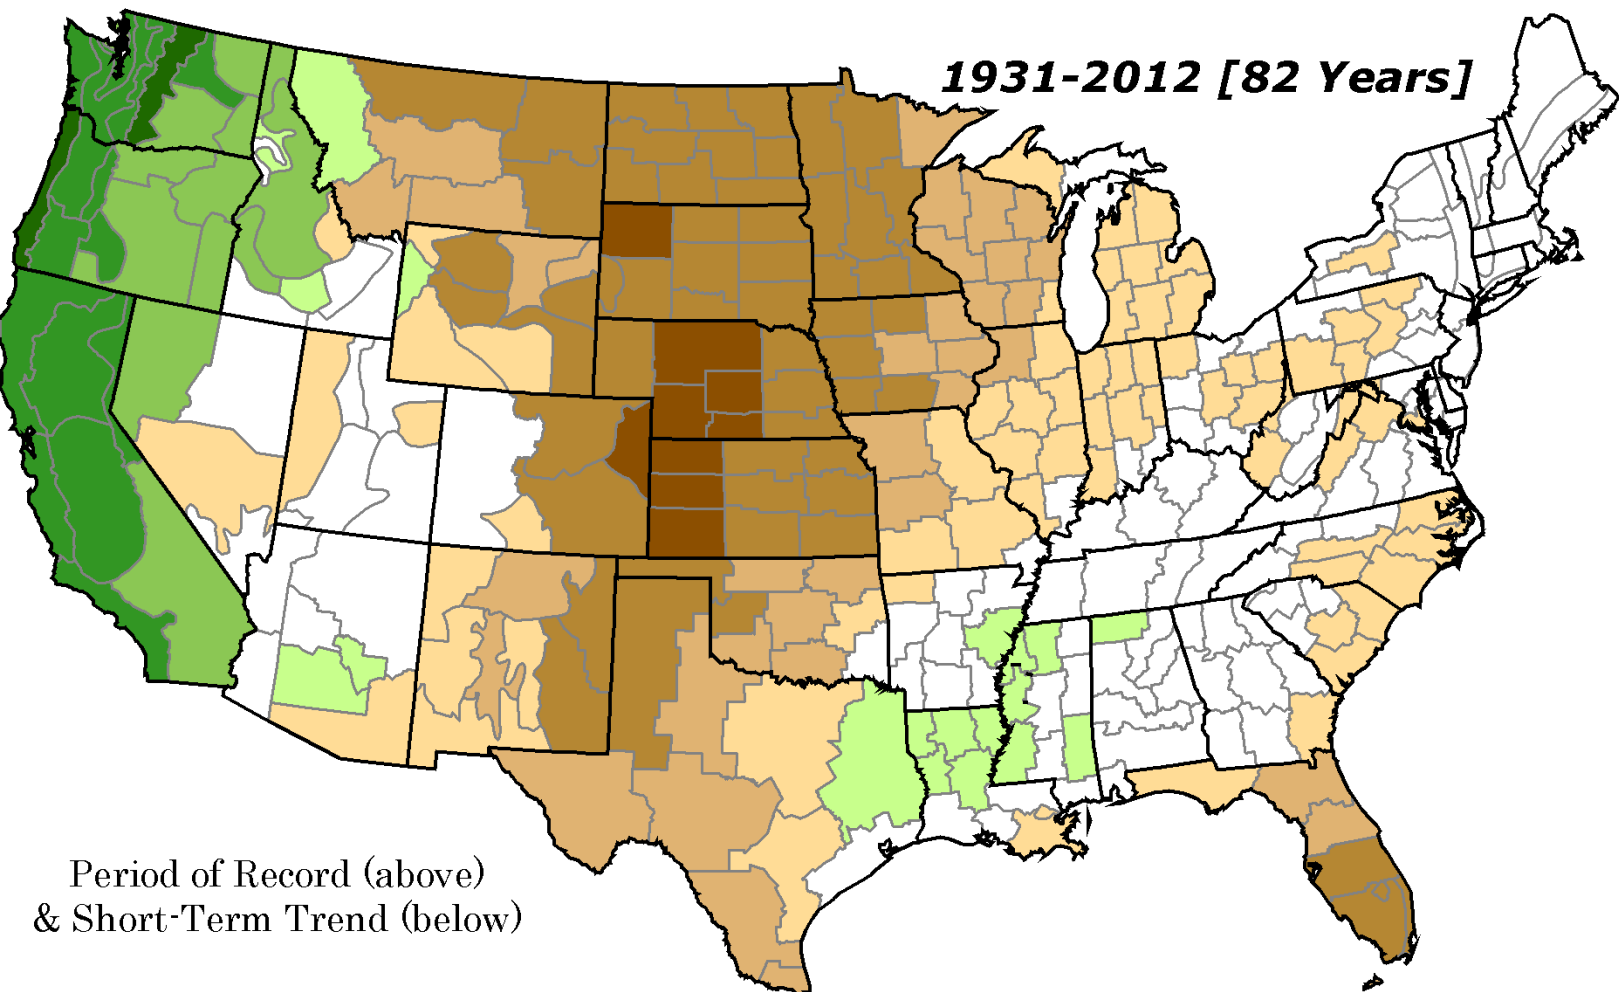 1931-2012 [82 Years]
Period of Record (above)
& Short-Term Trend (below)